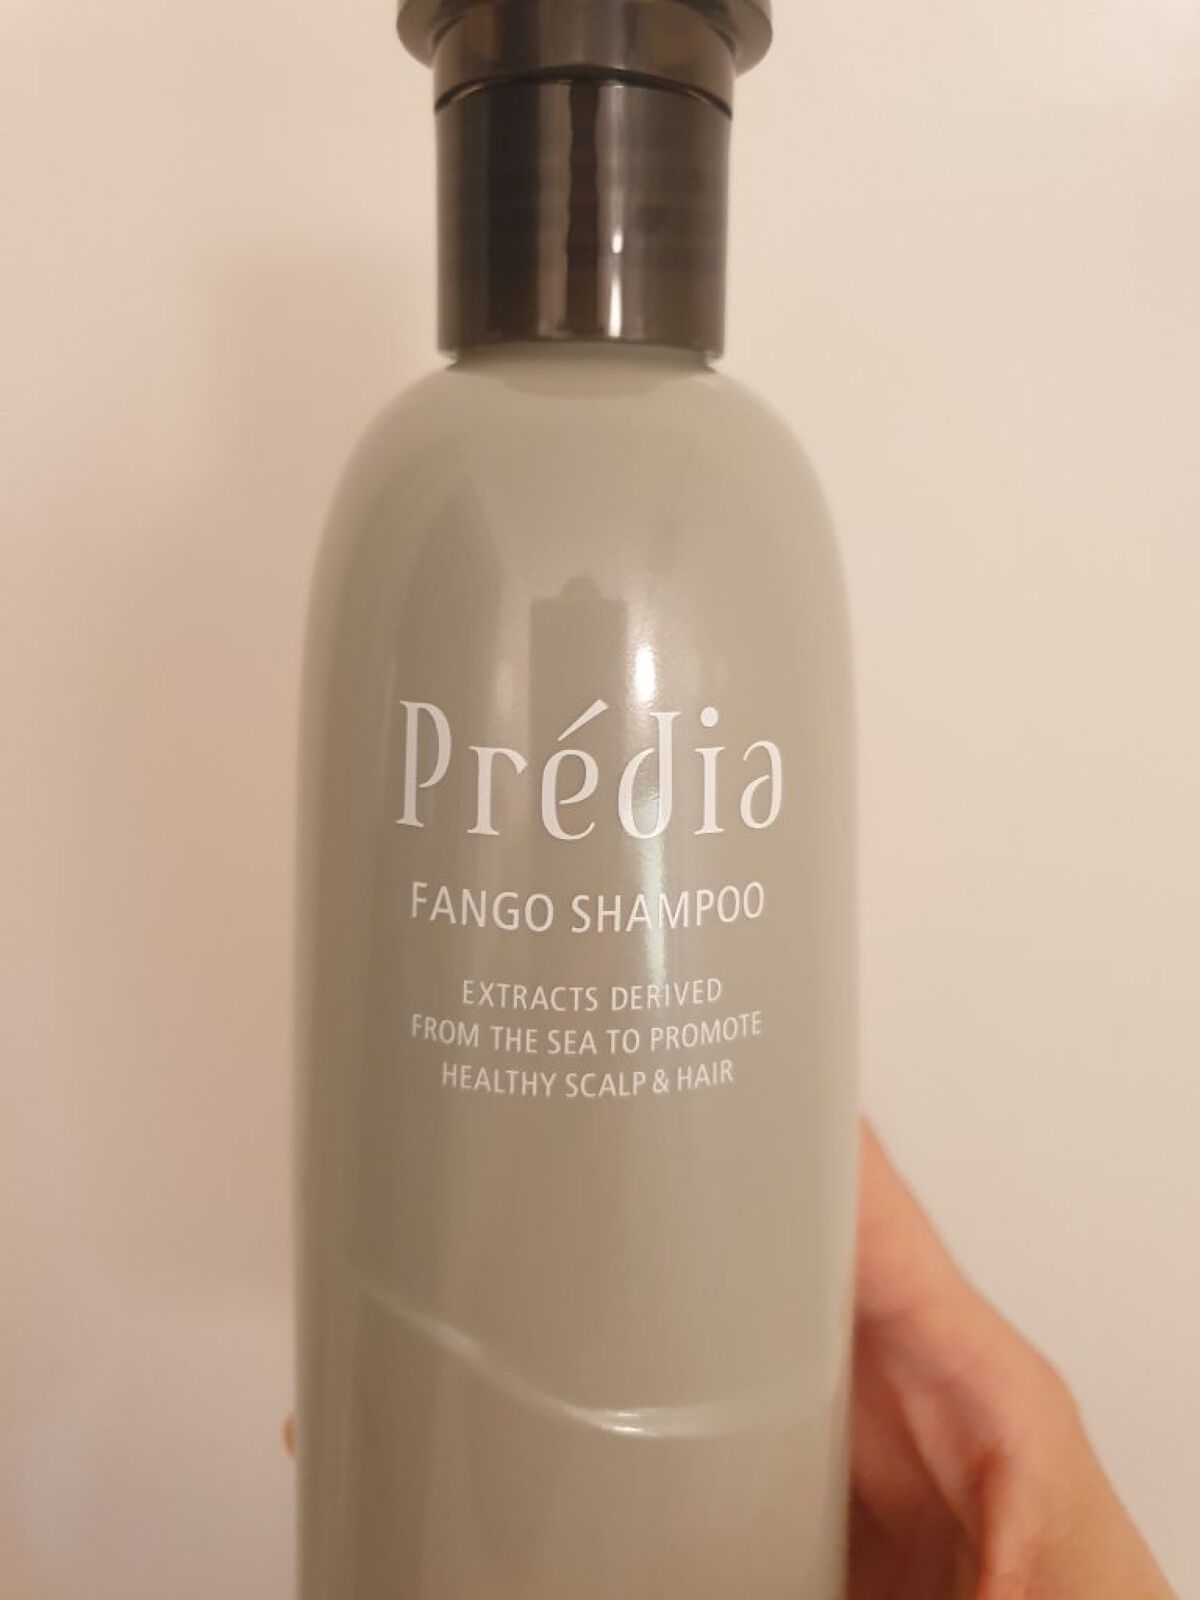 Prédia
FANGO SHAMPOO
EXTRACTS DERIVED
FROM THE SEA TO PROMOTE
HEALTHY SCALP & HAIR